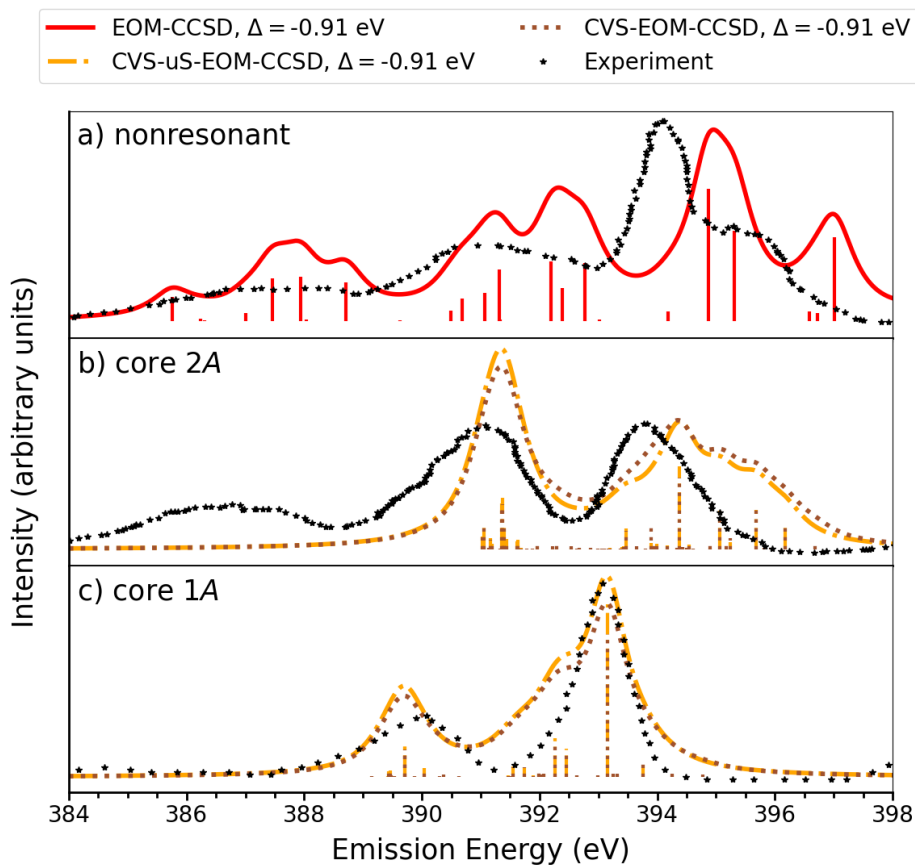 EOM-CCSD, Δ = -0.91 eV
CVS-EOM-CCSD, Δ = -0.91 eV
CVS-uS-EOM-CCSD, Δ = -0.91 eV
Experiment
a) nonresonant
b) core 2A
c) core 1A
Intensity (arbitrary units)
384 386 388 390 392 394 396 398
Emission Energy (eV)